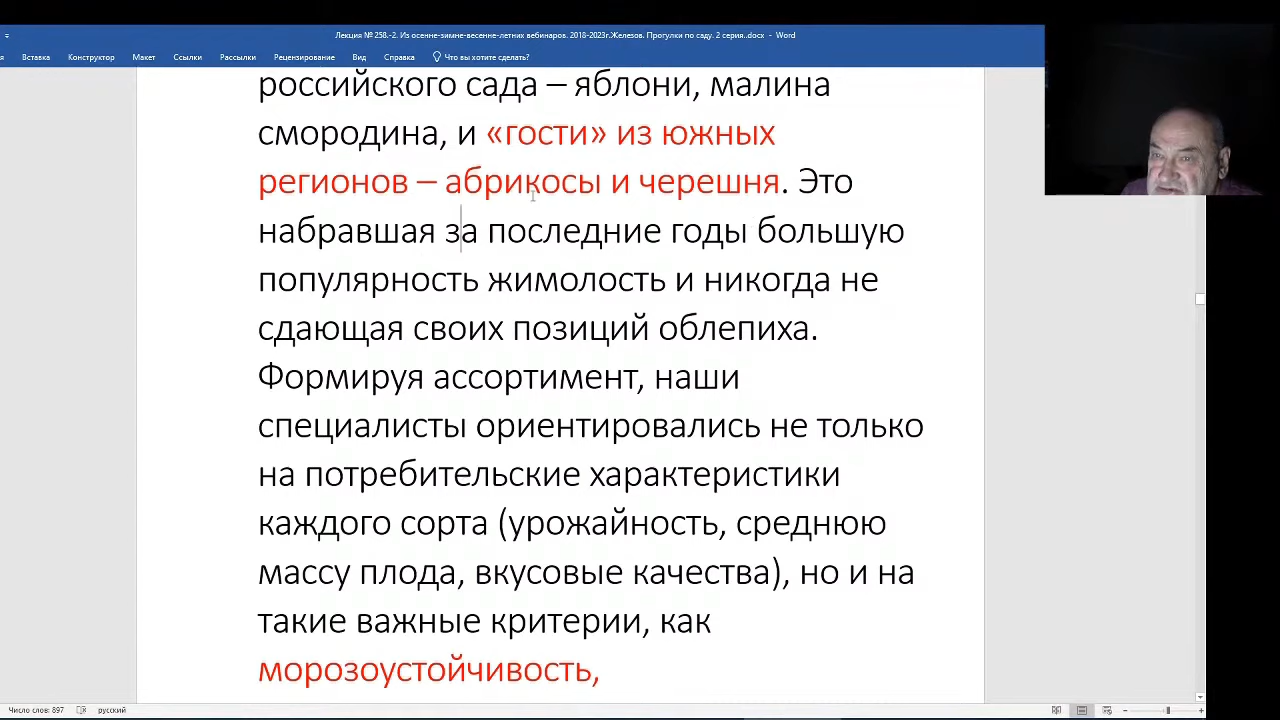 Лекция № 258.-2. Из осенне-зимне-весенне-летних вебинаров. 2018-2023г.Железов. Прогулки по саду. 2 серия..docx - Word
я Вставка Конструктор Макет Ссылки Рассылки Рецензирование Вид Справка Что вы хотите сделать?
российского сада – яблони, малина
смородина, и «гости» из южных
регионов – абрикосы и черешня. Это
набравшая за последние годы большую
популярность жимолость и никогда не
сдающая своих позиций облепиха.
Формируя ассортимент, наши
специалисты ориентировались не только
на потребительские характеристики
каждого сорта (урожайность, среднюю
массу плода, вкусовые качества), но и на
такие важные критерии, как
морозоустойчивость,
Число слов: 897 русский